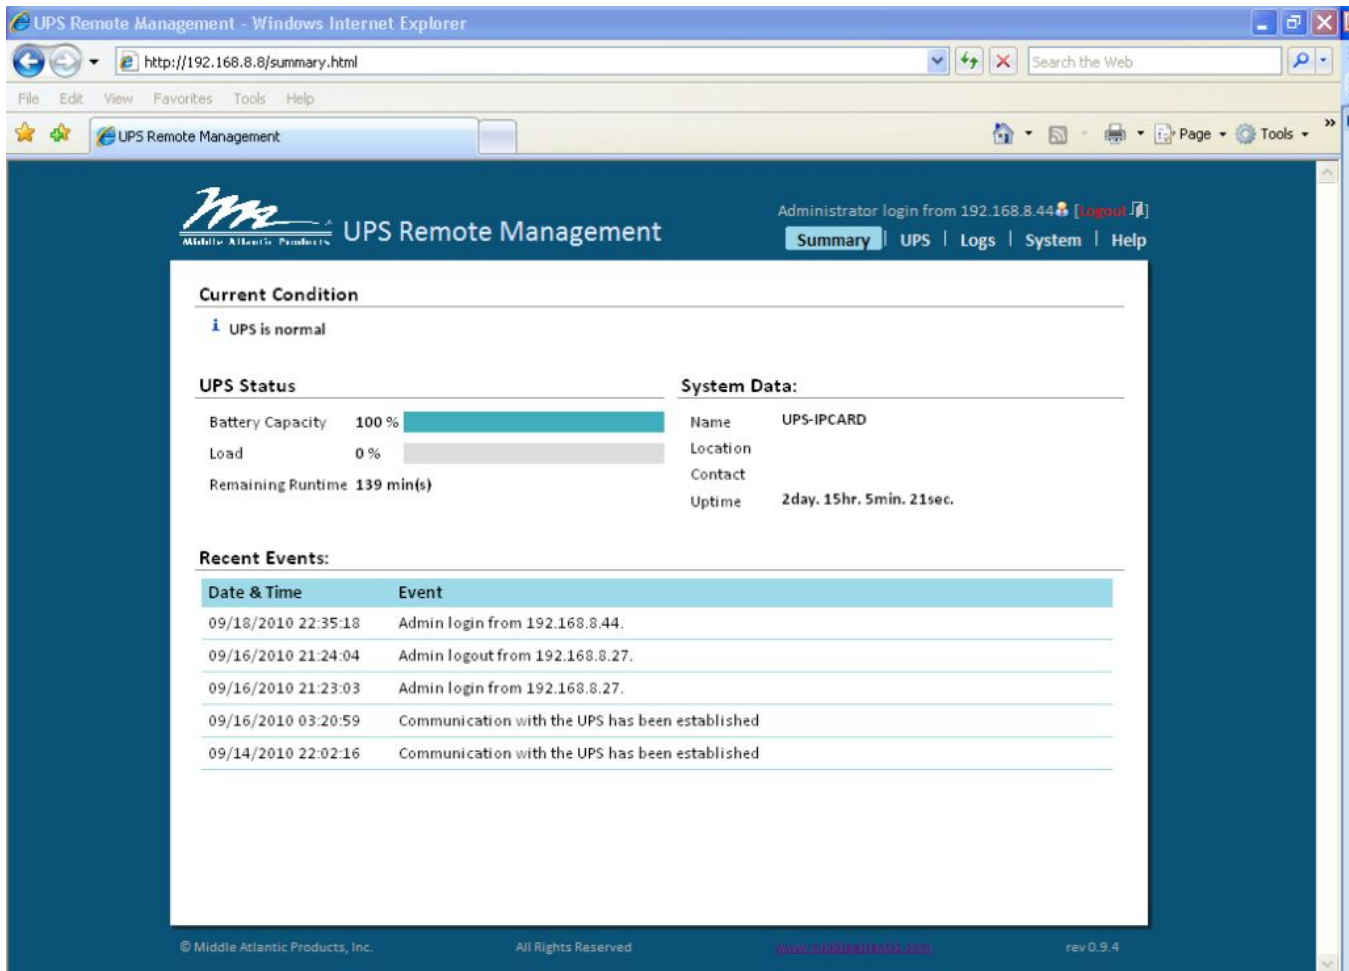 UPS Remote Management - Windows Internet Explorer
http://192.168.8.8/summary.html
Search the Web
File Edit View Favorites Tools Help
UPS Remote Management
Page Tools
Middle Atlantic Products
UPS Remote Management
Administrator login from 192.168.8.44 [Logout]
Summary | UPS | Logs | System | Help
Current Condition
UPS is normal
UPS Status
Battery Capacity 100 %
Load 0 %
Remaining Runtime 139 min(s)
System Data:
Name UPS-IPCARD
Location
Contact
Uptime 2day. 15hr. 5min. 21sec.
Recent Events:
Date & Time Event
09/18/2010 22:35:18 Admin login from 192.168.8.44.
09/16/2010 21:24:04 Admin logout from 192.168.8.27.
09/16/2010 21:23:03 Admin login from 192.168.8.27.
09/16/2010 03:20:59 Communication with the UPS has been established
09/14/2010 22:02:16 Communication with the UPS has been established
© Middle Atlantic Products, Inc. All Rights Reserved www.middleatlantic.com rev 0.9.4